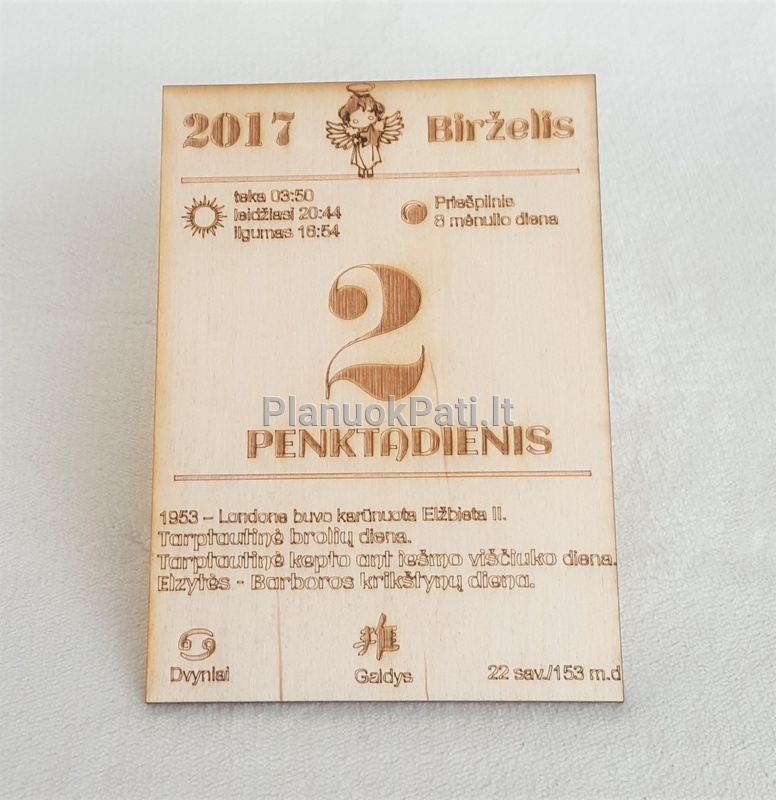 2017 Birželis
teka 03:50
leidžiasi 20:44
ilgumas 16:54
Priešpilnis
8 mėnulio diena
2
PlanuokPati.lt
PENKTADIENIS
1953 – Londone buvo karūnuota Elžbieta II.
Tarptautinė brolių diena.
Tarptautinė kepto ant iešmo viščiuko diena.
Elzytės - Barboros krikštynų diena.
Dvyniai
Gaidys
22 sav./153 m.d